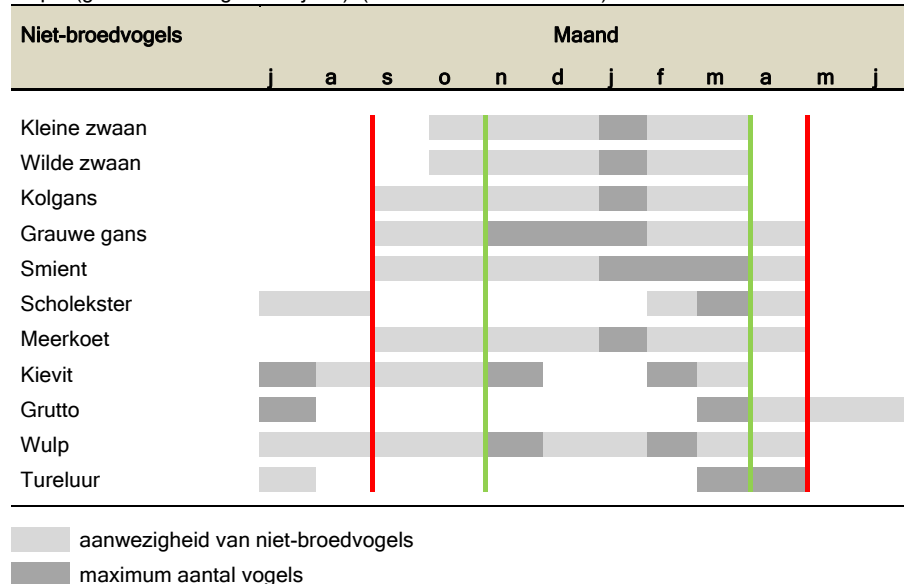 Niet-broedvogels Maand
j a s o n d j f m a m j
Kleine zwaan
Wilde zwaan
Kolgans
Grauwe gans
Smient
Scholekster
Meerkoet
Kievit
Grutto
Wulp
Tureluur
aanwezigheid van niet-broedvogels
maximum aantal vogels